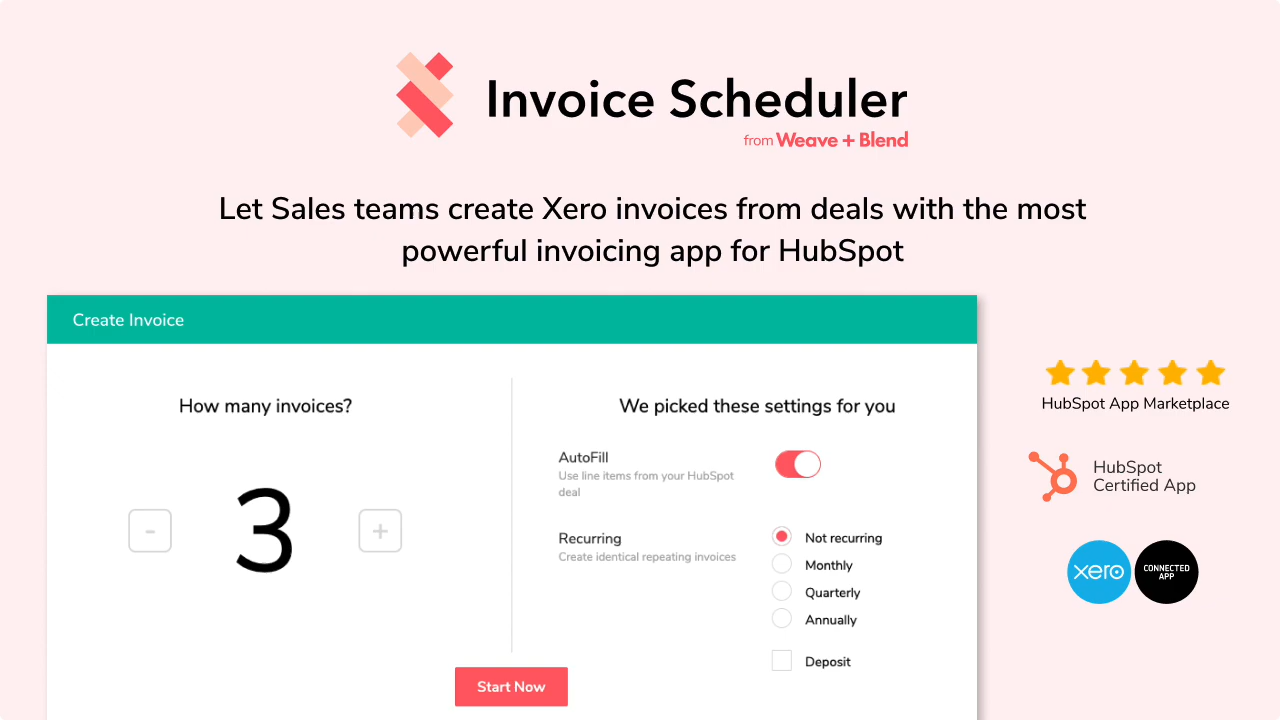 Invoice Scheduler
from Weave + Blend
Let Sales teams create Xero invoices from deals with the most
powerful invoicing app for HubSpot
Create Invoice
How many invoices?
-
3
+
We picked these settings for you
AutoFill
Use line items from your HubSpot
deal
Recurring
Create identical repeating invoices
Not recurring
Monthly
Quarterly
Annually
Deposit
Start Now
HubSpot App Marketplace
HubSpot
Certified App
xero
CONNECTED
APP